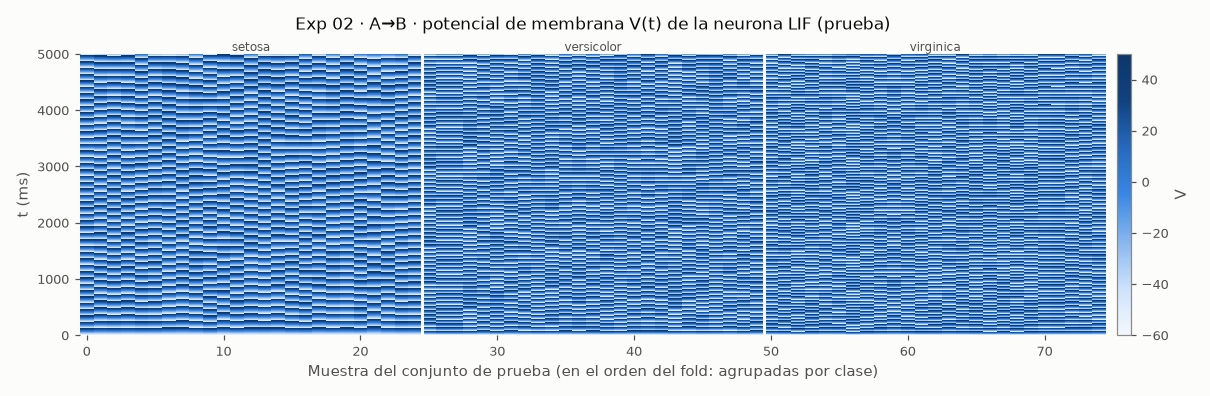 Exp 02 · A→B · potencial de membrana V(t) de la neurona LIF (prueba)
setosa
versicolor
virginica
5000
4000
3000
2000
1000
0
t (ms)
0
10
20
30
40
50
60
70
Muestra del conjunto de prueba (en el orden del fold: agrupadas por clase)
40
20
0
−20
−40
−60
V